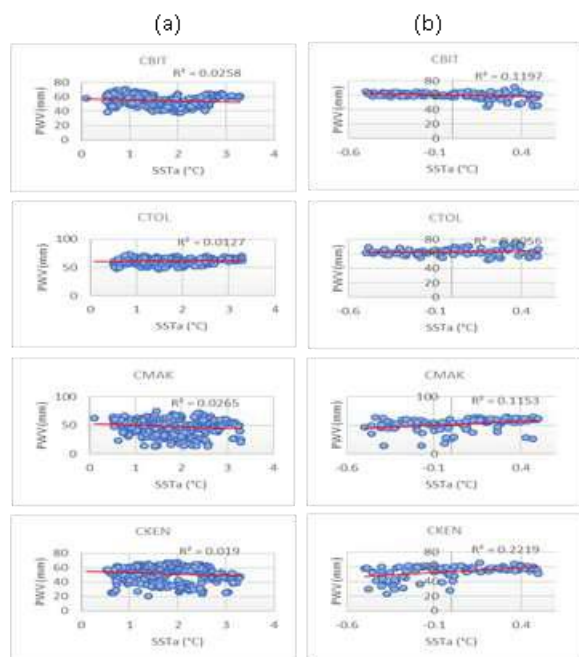 (a) (b)
CBIT
R² = 0.0258
80
60
40
20
0
PWV(mm)
0 1 2 3 4
SSTa (°C)
CBIT
R² = 0.1197
80
60
40
20
0
PWV(mm)
-0.6 -0.1 0.4
SSTa (°C)
CTOL
R² = 0.0127
100
50
0
PWV(mm)
0 1 2 3 4
SSTa (°C)
CTOL
80
60
40
20
0
PWV(mm)
-0.6 -0.1 0.4
SSTa (°C)
CMAK
R² = 0.0265
100
50
0
PWV(mm)
0 1 2 3 4
SSTa (°C)
CMAK
R² = 0.1153
100
50
0
PWV(mm)
-0.6 -0.1 0.4
SSTa (°C)
CKEN
R² = 0.019
80
60
40
20
0
PWV(mm)
0 1 2 3 4
SSTa (°C)
CKEN
R² = 0.2219
80
60
40
20
0
PWV(mm)
-0.6 -0.1 0.4
SSTa (°C)